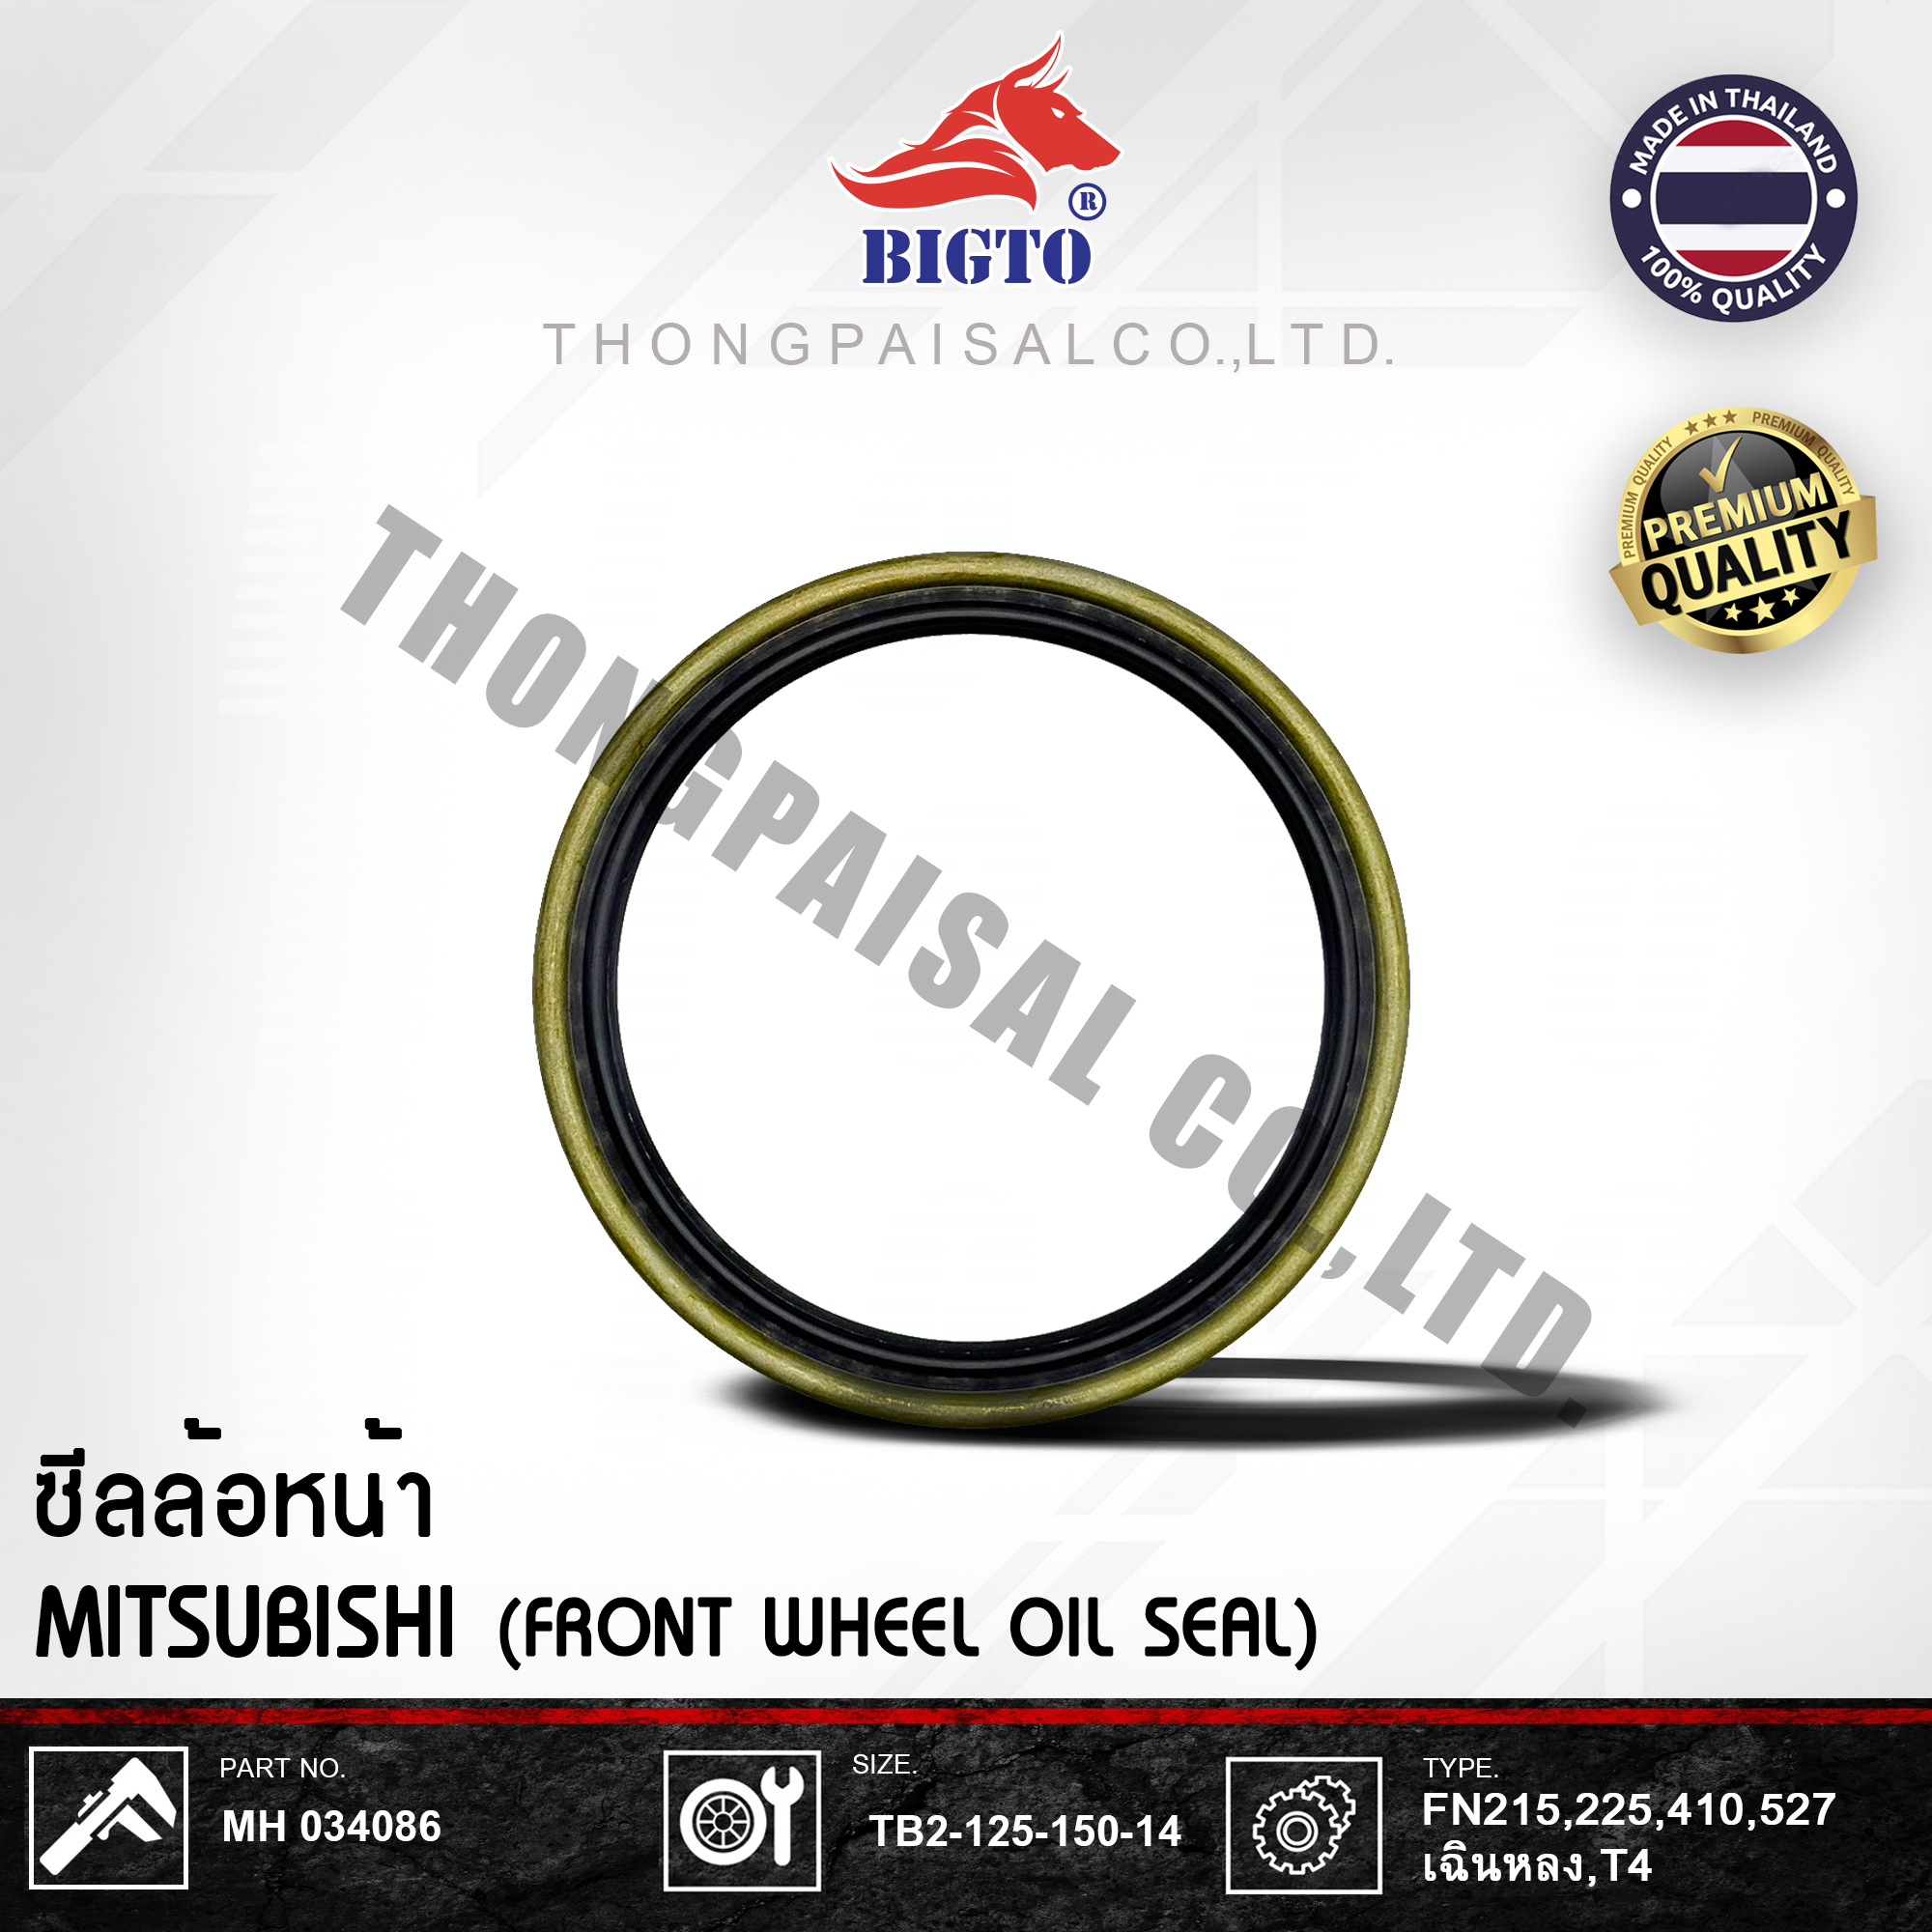 BIGTO®
THONGPAISALCO.,LTD.
MADE IN THAILAND
100% QUALITY
PREMIUM QUALITY ★★★ PREMIUM QUALITY
PREMIUM
QUALITY
THONGPAISAL CO.,LTD.
ซีลล้อหน้า
MITSUBISHI (FRONT WHEEL OIL SEAL)
PART NO.
MH 034086
SIZE.
TB2-125-150-14
TYPE.
FN215,225,410,527
เฉินหลง,T4